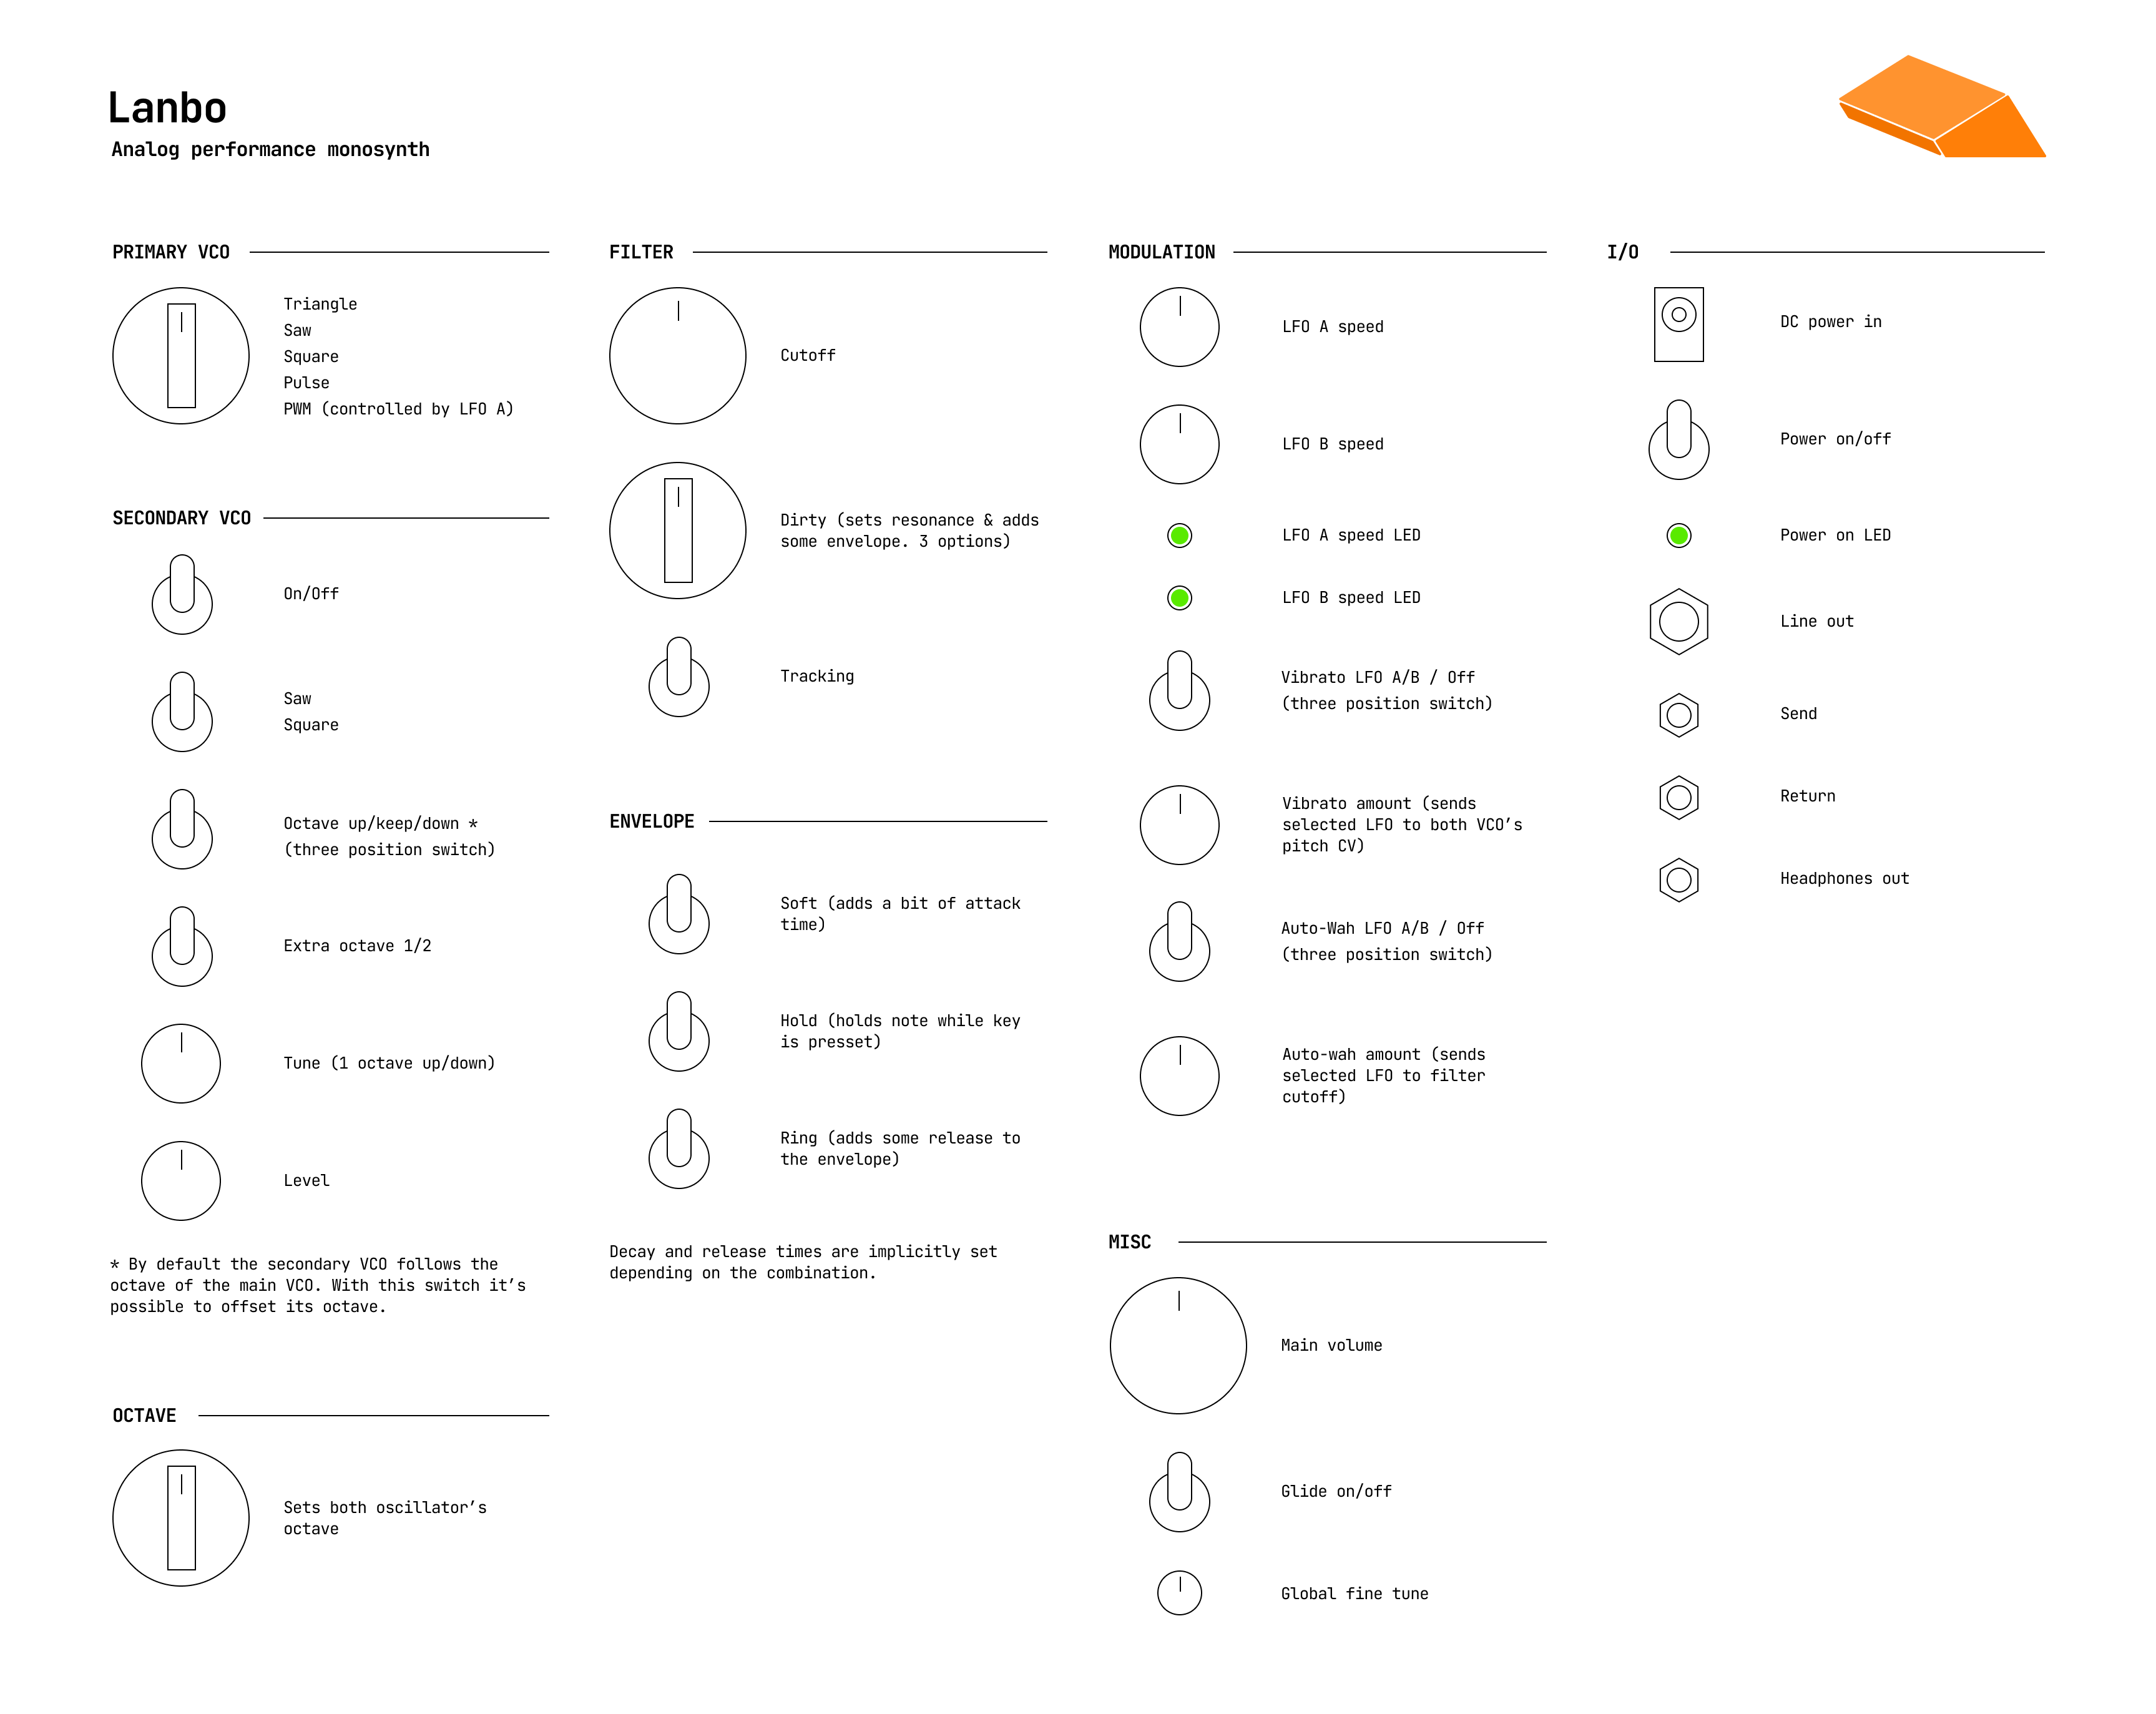 Lanbo
Analog performance monosynth
PRIMARY VCO
Triangle
Saw
Square
Pulse
PWM (controlled by LFO A)
SECONDARY VCO
On/Off
Saw
Square
Octave up/keep/down *
(three position switch)
Extra octave 1/2
Tune (1 octave up/down)
Level
* By default the secondary VCO follows the
octave of the main VCO. With this switch it’s
possible to offset its octave.
OCTAVE
Sets both oscillator’s
octave
FILTER
Cutoff
Dirty (sets resonance & adds
some envelope. 3 options)
Tracking
ENVELOPE
Soft (adds a bit of attack
time)
Hold (holds note while key
is presset)
Ring (adds some release to
the envelope)
Decay and release times are implicitly set
depending on the combination.
MODULATION
LFO A speed
LFO B speed
LFO A speed LED
LFO B speed LED
Vibrato LFO A/B / Off
(three position switch)
Vibrato amount (sends
selected LFO to both VCO’s
pitch CV)
Auto-Wah LFO A/B / Off
(three position switch)
Auto-wah amount (sends
selected LFO to filter
cutoff)
MISC
Main volume
Glide on/off
Global fine tune
I/O
DC power in
Power on/off
Power on LED
Line out
Send
Return
Headphones out